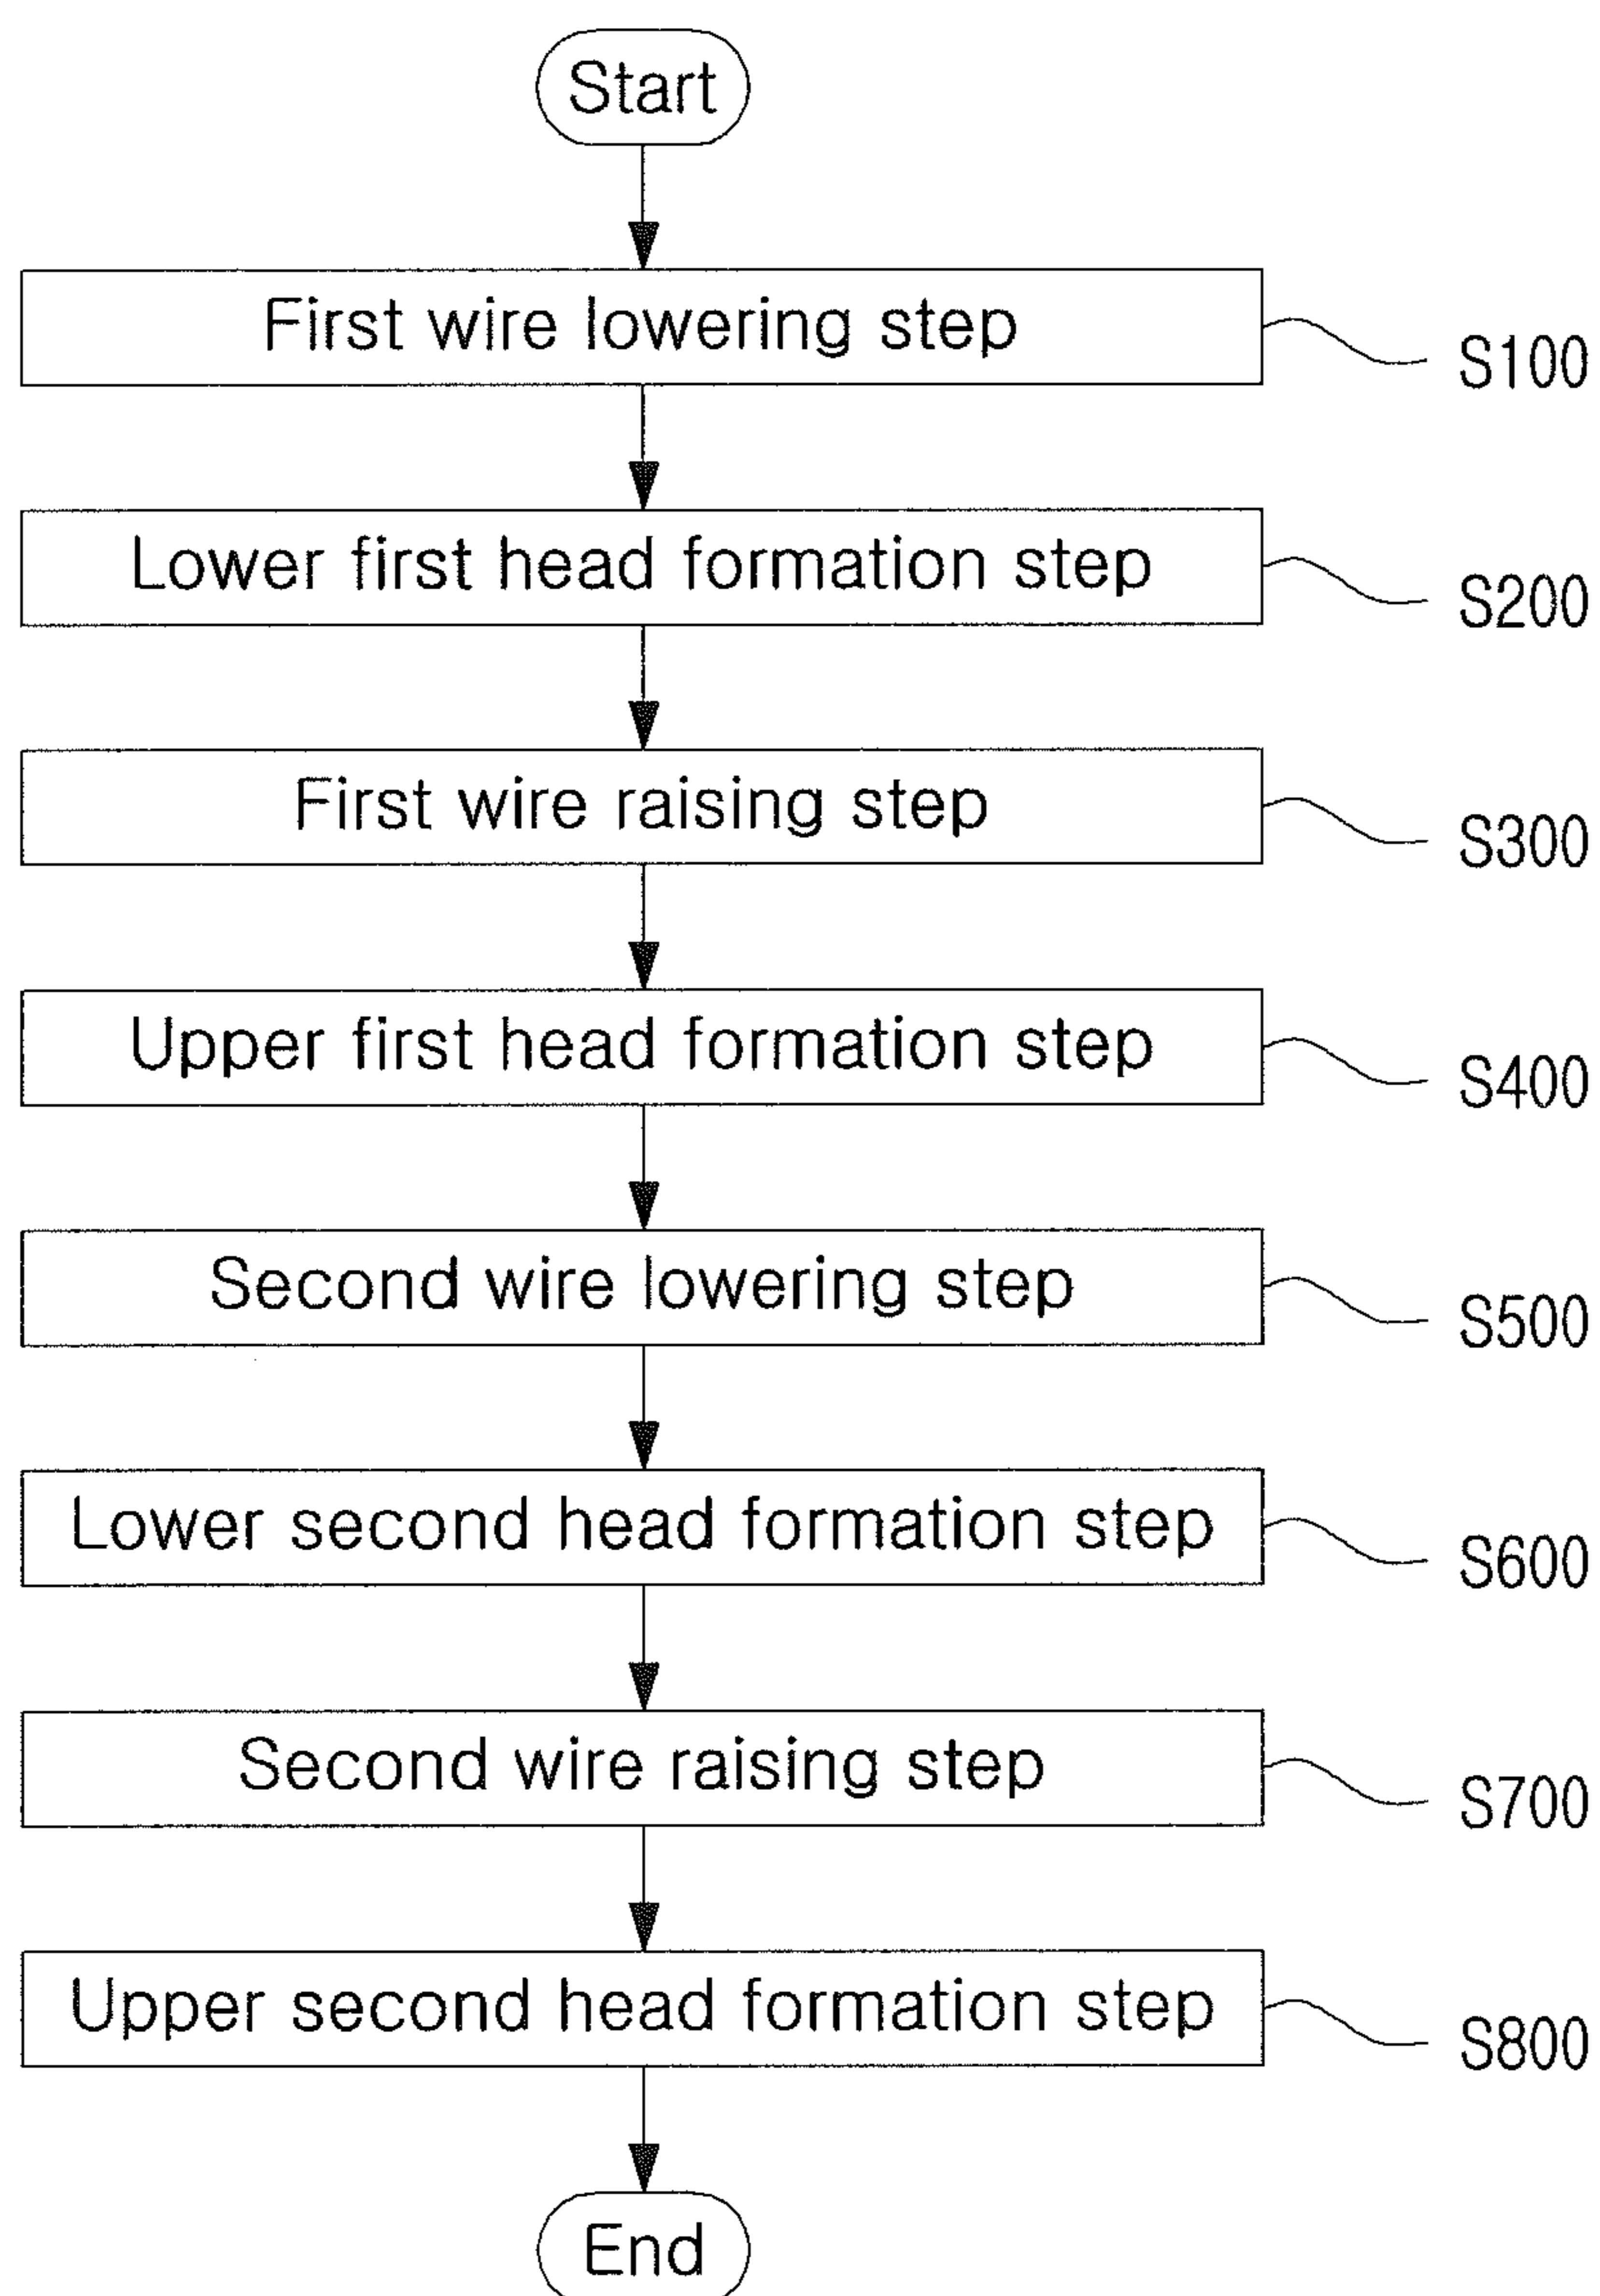 Start
First wire lowering step
S100
Lower first head formation step
S200
First wire raising step
S300
Upper first head formation step
S400
Second wire lowering step
S500
Lower second head formation step
S600
Second wire raising step
S700
Upper second head formation step
S800
End